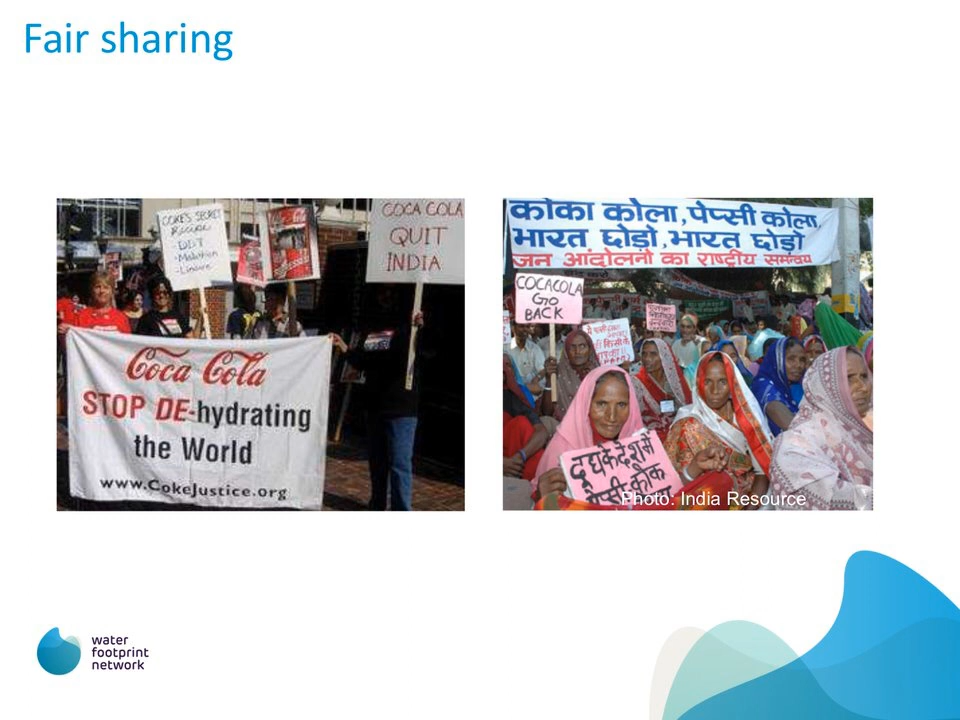 Fair sharing
COKE'S SECRET
Recipe
-DDT
-Malathion
-Lindane
COCA COLA
QUIT
INDIA
Coca Cola
STOP DE-hydrating
the World
www.CokeJustice.org
कोका कोला, पेप्सी कोला,
भारत छोड़ो, भारत छोड़ो
जन आंदोलनों का राष्ट्रीय समन्वय
COCACOLA
GO
BACK
दूध के देश में
पेप्सी कोक
Photo: India Resource
water
footprint
network